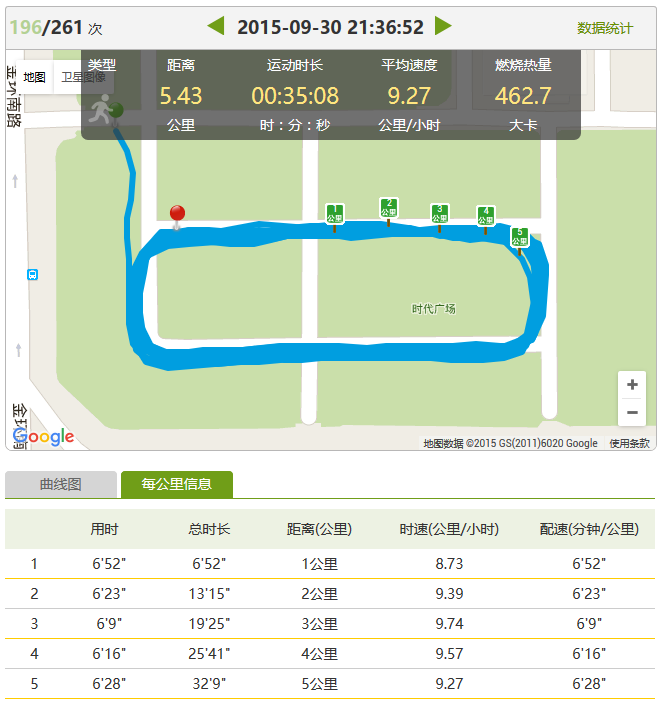 196/261 次 2015-09-30 21:36:52 数据统计
地图 卫星图像
类型 距离 运动时长 平均速度 燃烧热量
5.43 00:35:08 9.27 462.7
公里 时：分：秒 公里/小时 大卡
金环南路
1 公里
2 公里
3 公里
4 公里
5 公里
时代广场
+
−
Google
地图数据 ©2015 GS(2011)6020 Google 使用条款
曲线图 每公里信息
用时 总时长 距离(公里) 时速(公里/小时) 配速(分钟/公里)
1 6'52" 6'52" 1公里 8.73 6'52"
2 6'23" 13'15" 2公里 9.39 6'23"
3 6'9" 19'25" 3公里 9.74 6'9"
4 6'16" 25'41" 4公里 9.57 6'16"
5 6'28" 32'9" 5公里 9.27 6'28"